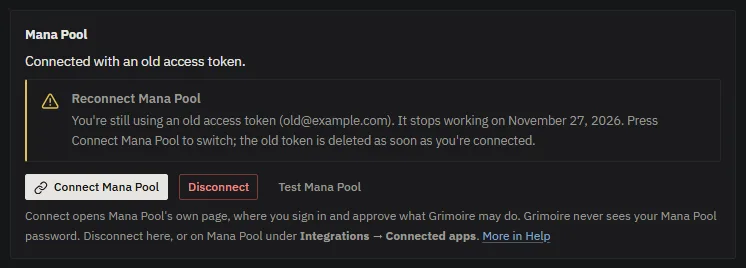 Mana Pool
Connected with an old access token.
Reconnect Mana Pool
You're still using an old access token (old@example.com). It stops working on November 27, 2026. Press
Connect Mana Pool to switch; the old token is deleted as soon as you're connected.
Connect Mana Pool
Disconnect
Test Mana Pool
Connect opens Mana Pool's own page, where you sign in and approve what Grimoire may do. Grimoire never sees your Mana Pool
password. Disconnect here, or on Mana Pool under Integrations → Connected apps. More in Help